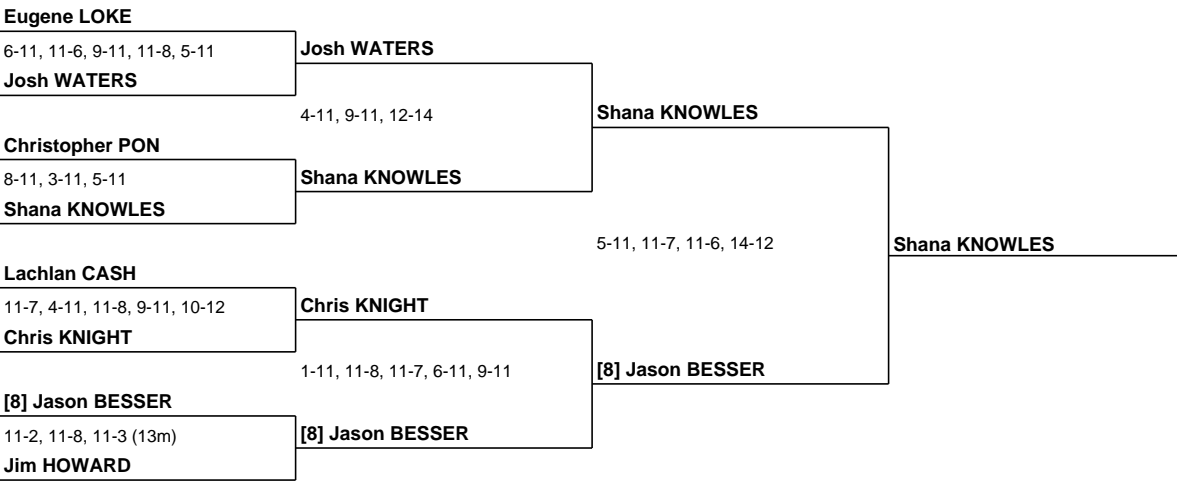 Eugene LOKE
6-11, 11-6, 9-11, 11-8, 5-11
Josh WATERS
Christopher PON
8-11, 3-11, 5-11
Shana KNOWLES
Lachlan CASH
11-7, 4-11, 11-8, 9-11, 10-12
Chris KNIGHT
[8] Jason BESSER
11-2, 11-8, 11-3 (13m)
Jim HOWARD
Josh WATERS
4-11, 9-11, 12-14
Shana KNOWLES
Chris KNIGHT
1-11, 11-8, 11-7, 6-11, 9-11
[8] Jason BESSER
Shana KNOWLES
5-11, 11-7, 11-6, 14-12
[8] Jason BESSER
Shana KNOWLES